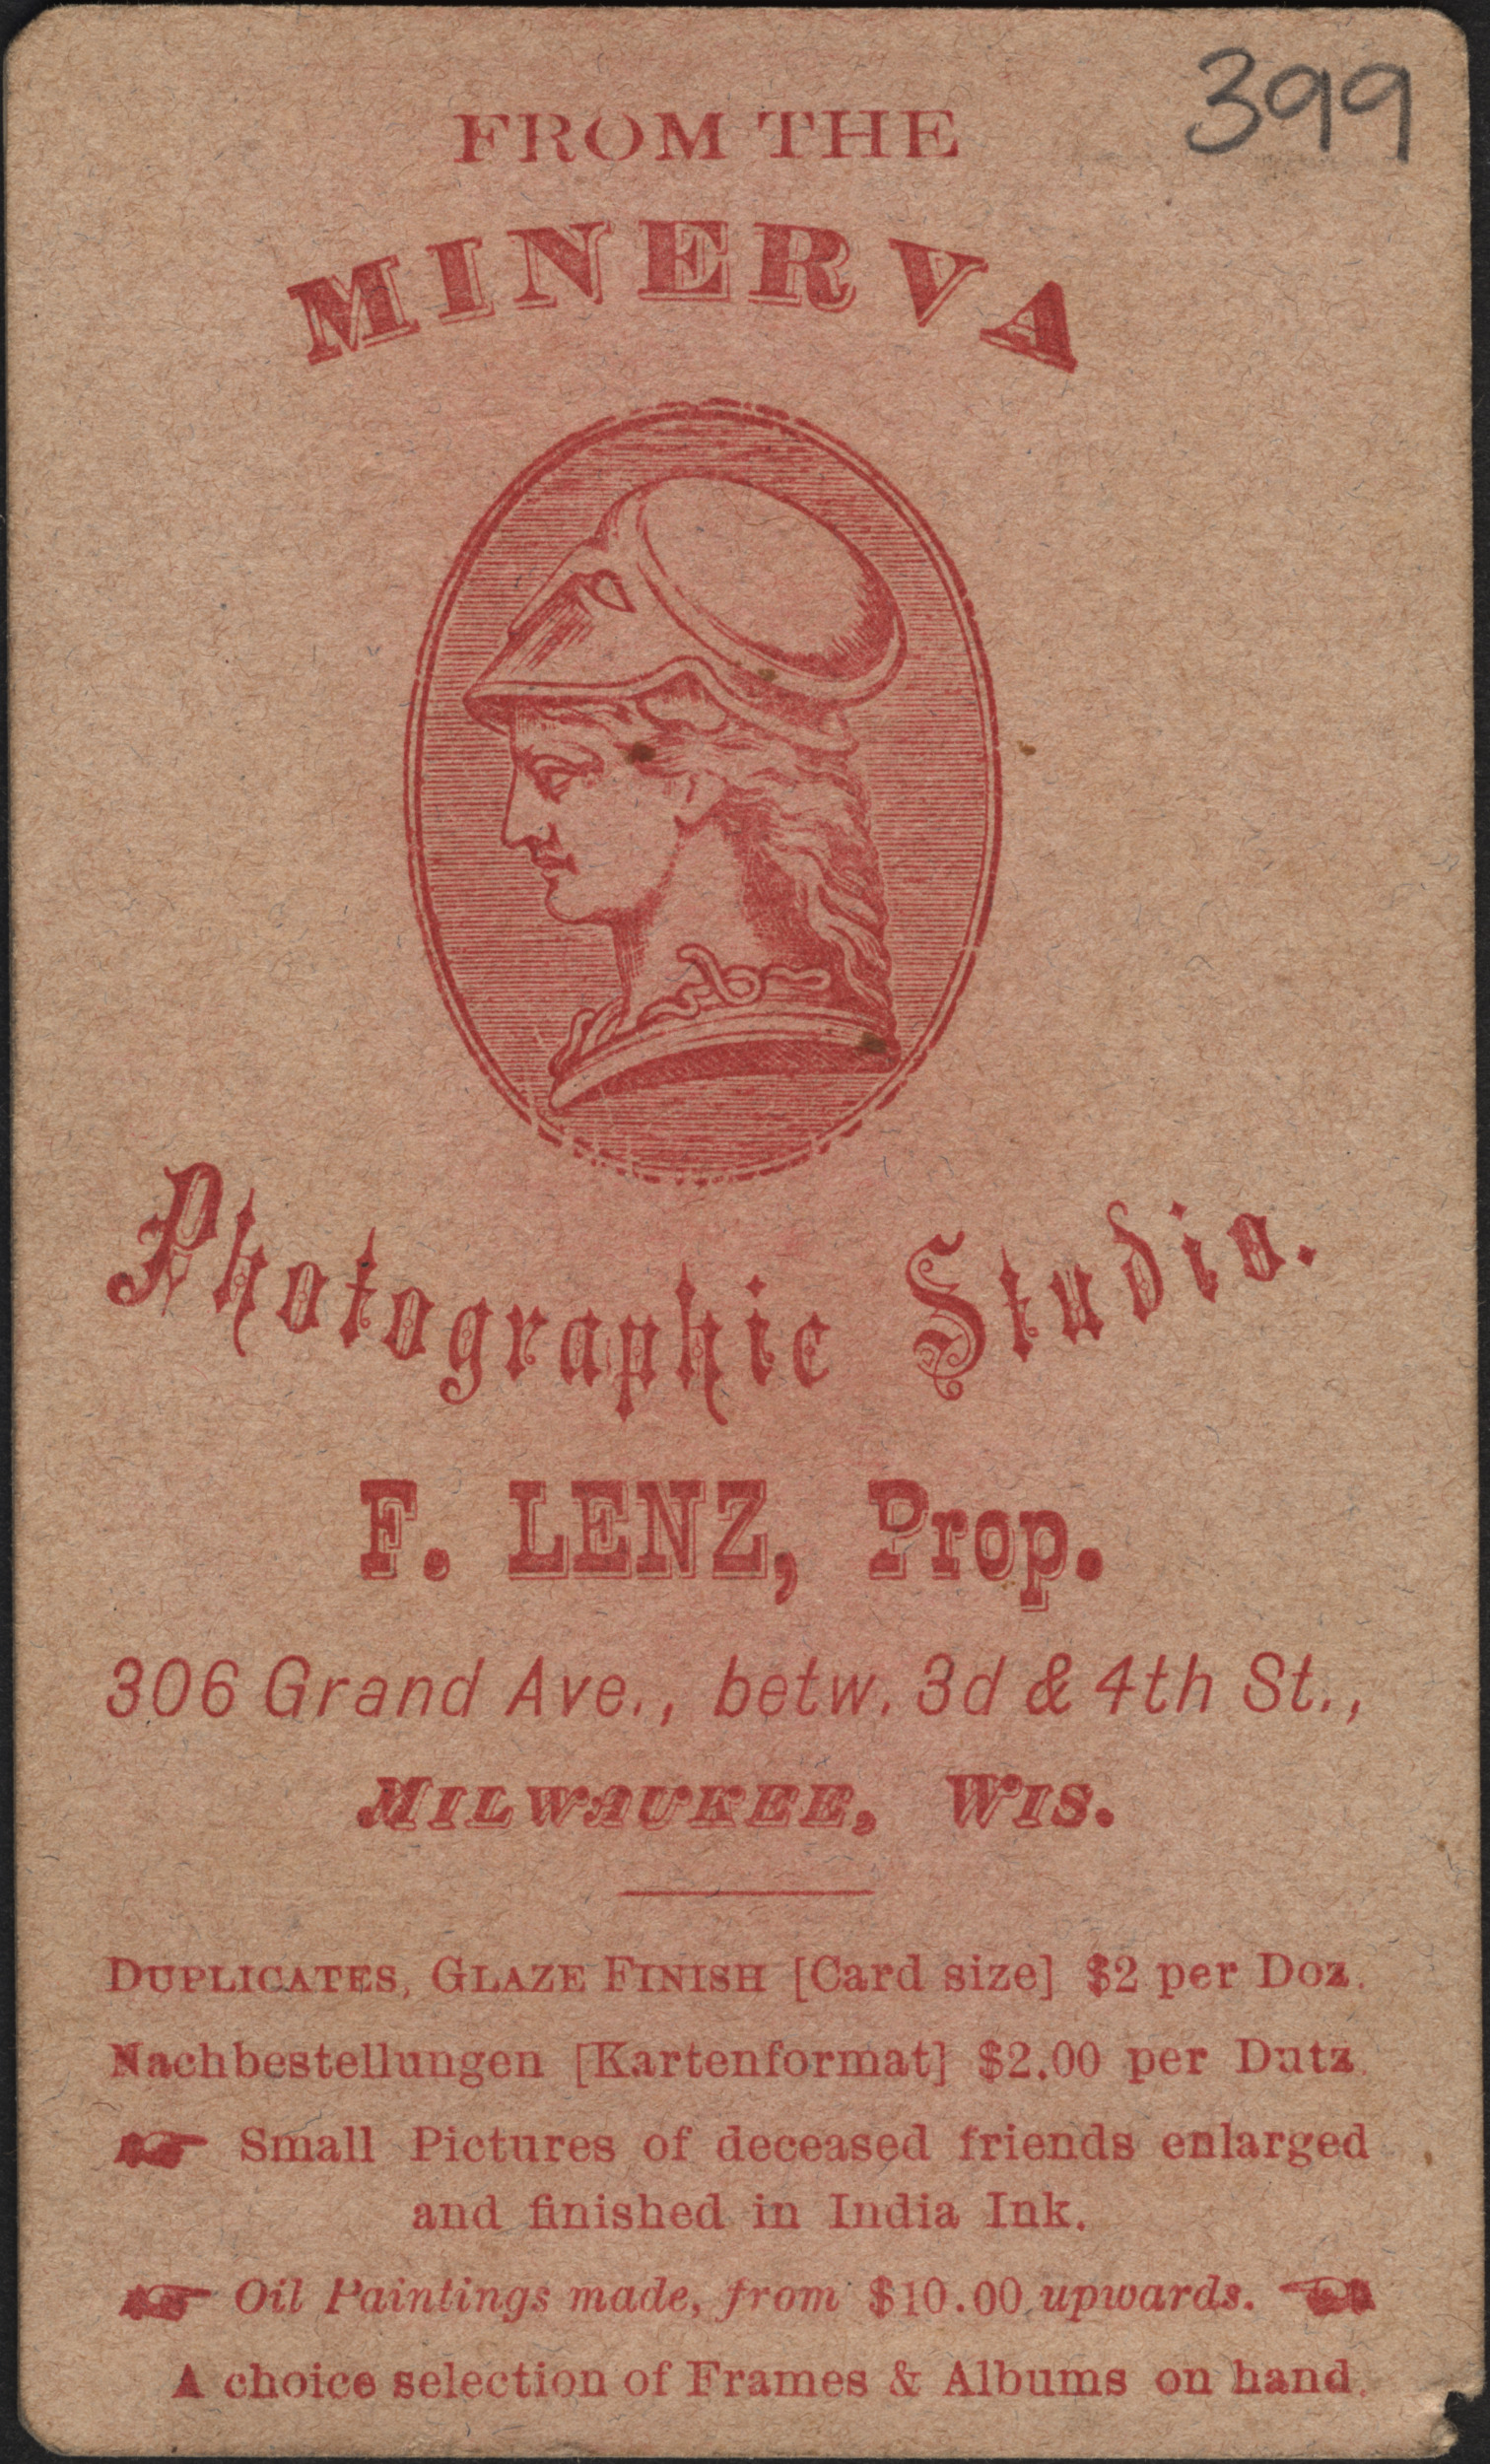 399
FROM THE
MINERVA
Photographic Studio.
F. LENZ, Prop.
306 Grand Ave., betw. 3d & 4th St.,
MILWAUKEE, WIS.
DUPLICATES, GLAZE FINISH [Card size] $2 per Doz.
Nachbestellungen [Kartenformat] $2.00 per Dutz.
Small Pictures of deceased friends enlarged
and finished in India Ink.
Oil Paintings made, from $10.00 upwards.
A choice selection of Frames & Albums on hand.